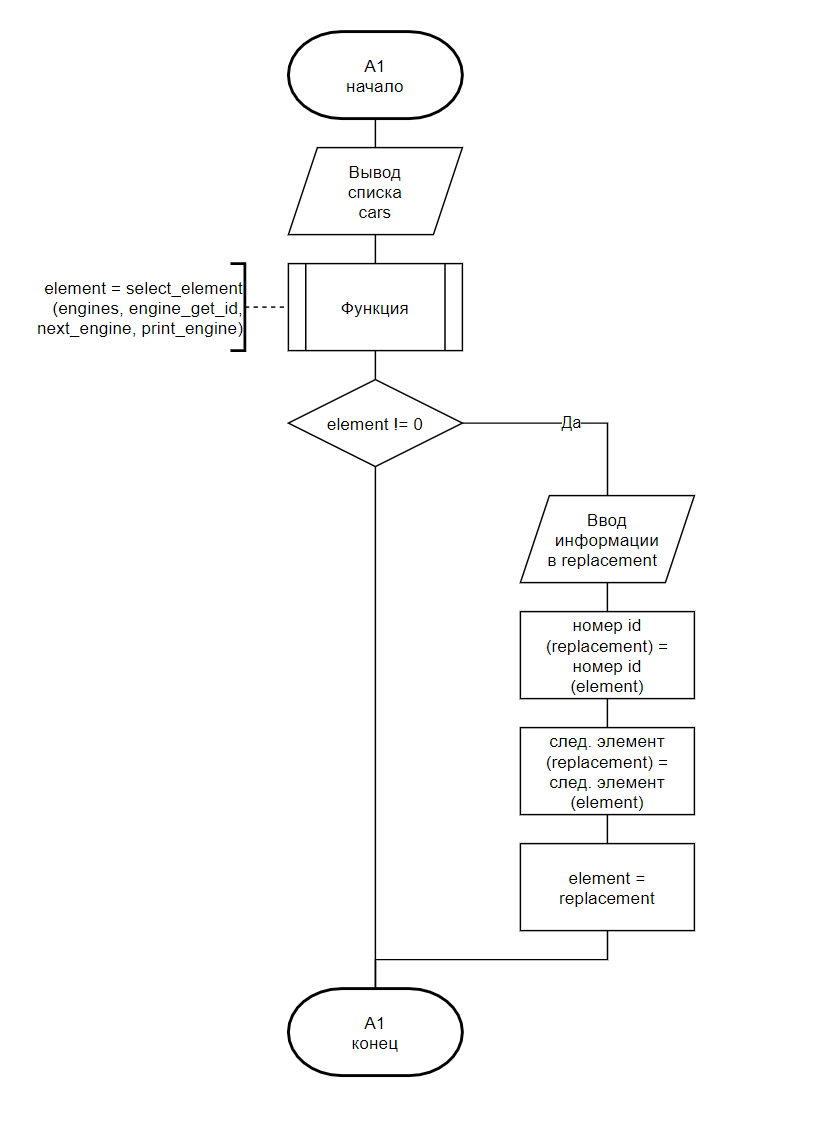 A1
начало
Вывод
списка
cars
element = select_element
(engines, engine_get_id,
next_engine, print_engine)
Функция
element != 0
Да
Ввод
информации
в replacement
номер id
(replacement) =
номер id
(element)
след. элемент
(replacement) =
след. элемент
(element)
element =
replacement
A1
конец